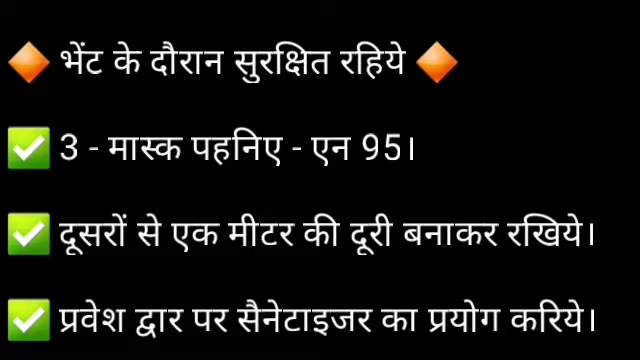 🔶 भेंट के दौरान सुरक्षित रहिये 🔶
✅ 3 - मास्क पहनिए - एन 95।
✅ दूसरों से एक मीटर की दूरी बनाकर रखिये।
✅ प्रवेश द्वार पर सैनेटाइजर का प्रयोग करिये।